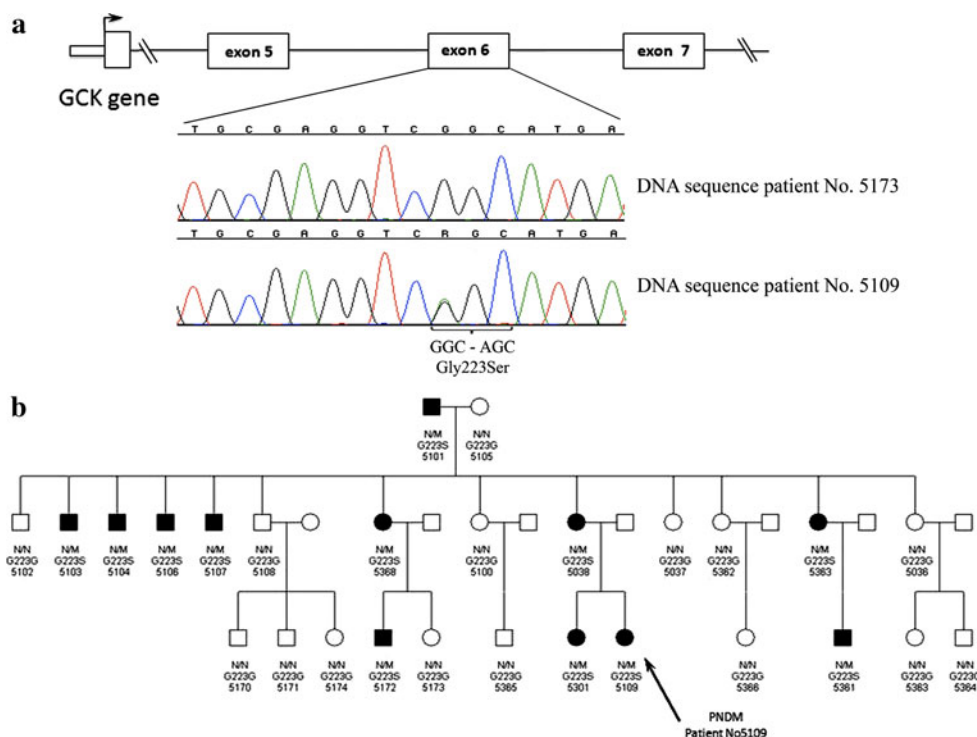 a
exon 5
exon 6
exon 7
GCK gene
T G C G A G G T C G G C A T G A
DNA sequence patient No. 5173
T G C G A G G T C R G C A T G A
DNA sequence patient No. 5109
GGC - AGC
Gly223Ser
b
N/M N/N
G223S G223G
5101 5105
N/N N/M N/M N/M N/M N/N N/M N/N N/M N/N N/N N/M N/N
G223G G223S G223S G223S G223S G223G G223S G223G G223S G223G G223G G223S G223G
5102 5103 5104 5106 5107 5108 5368 5100 5038 5037 5362 5363 5036
N/N N/N N/N N/M N/N N/N N/M N/M N/N N/M N/N N/N
G223G G223G G223G G223S G223G G223G G223S G223S G223G G223S G223G G223G
5170 5171 5174 5172 5173 5365 5301 5109 5366 5361 5363 5364
PNDM
Patient No5109